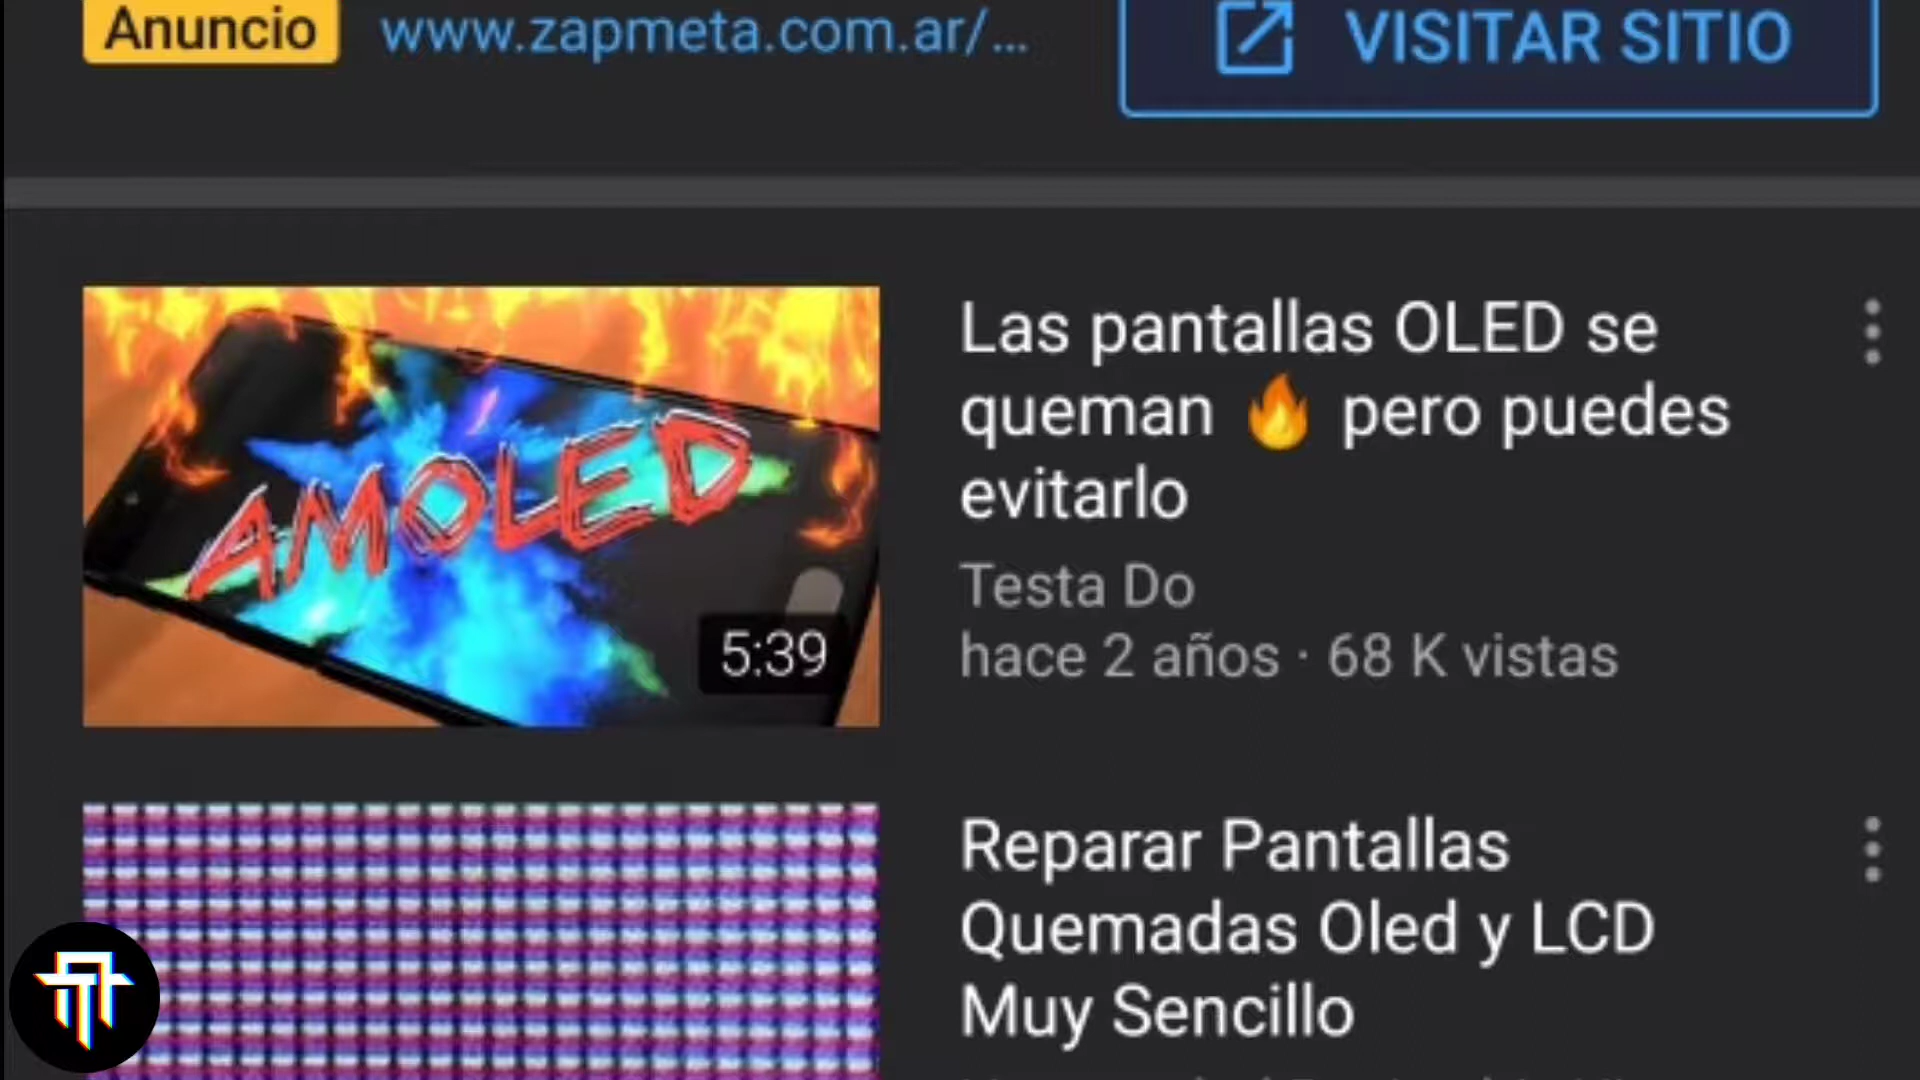 Anuncio www.zapmeta.com.ar/... VISITAR SITIO
AMOLED
5:39
Las pantallas OLED se
queman 🔥 pero puedes
evitarlo
Testa Do
hace 2 años · 68 K vistas
Reparar Pantallas
Quemadas Oled y LCD
Muy Sencillo